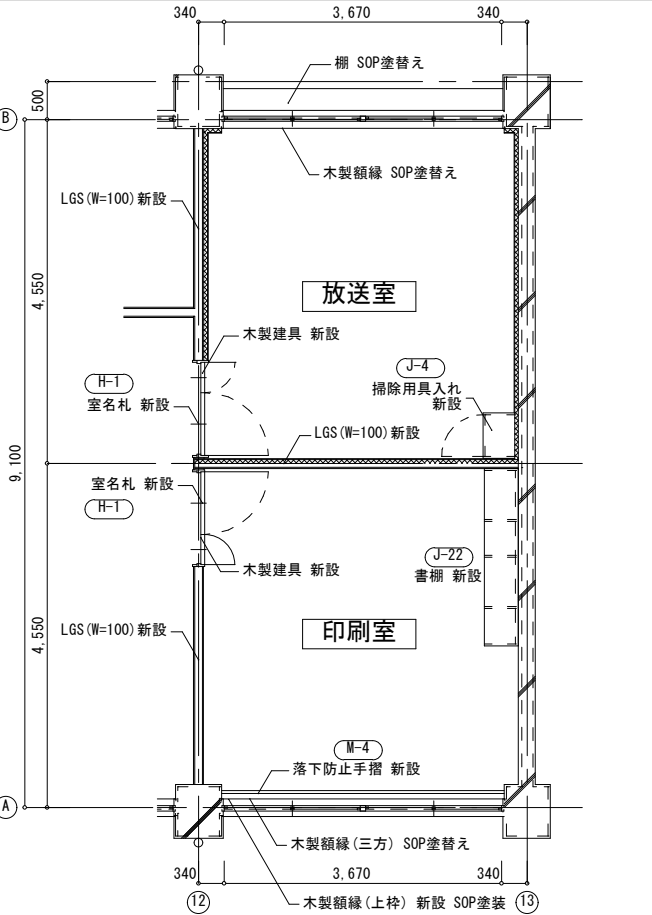 340
3,670
340
棚 SOP塗替え
500
B
木製額縁 SOP塗替え
LGS(W=100)新設
4,550
放送室
木製建具 新設
H-1
室名札 新設
J-4
掃除用具入れ
新設
LGS(W=100)新設
9,100
室名札 新設
H-1
木製建具 新設
J-22
書棚 新設
4,550
LGS(W=100)新設
印刷室
M-4
落下防止手摺 新設
A
木製額縁(三方) SOP塗替え
340
3,670
340
12
木製額縁(上枠) 新設 SOP塗装
13